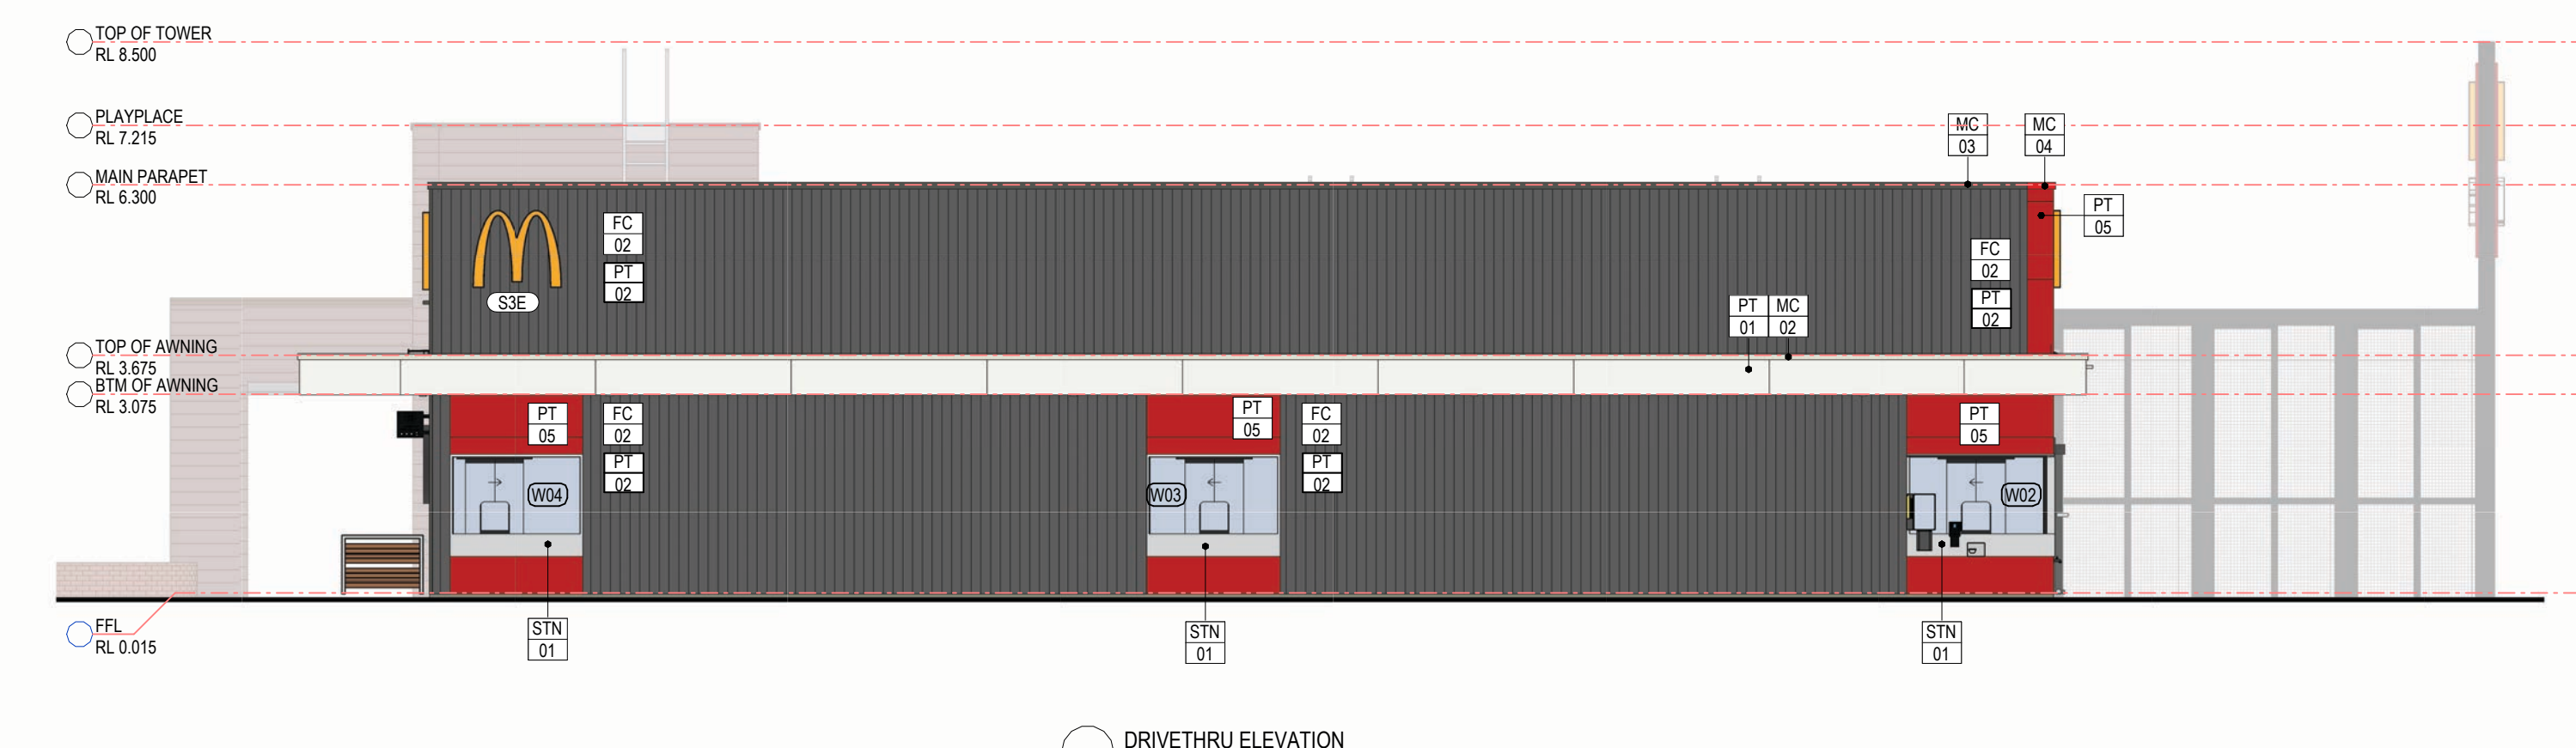 TOP OF TOWER
RL 8.500
PLAYPLACE
RL 7.215
MAIN PARAPET
RL 6.300
TOP OF AWNING
RL 3.675
BTM OF AWNING
RL 3.075
FFL
RL 0.015
MC
03
MC
04
PT
05
S3E
FC
02
PT
02
FC
02
PT
02
PT
01
MC
02
PT
05
FC
02
PT
02
W04
PT
05
FC
02
PT
02
W03
PT
05
W02
STN
01
STN
01
STN
01
DRIVETHRU ELEVATION